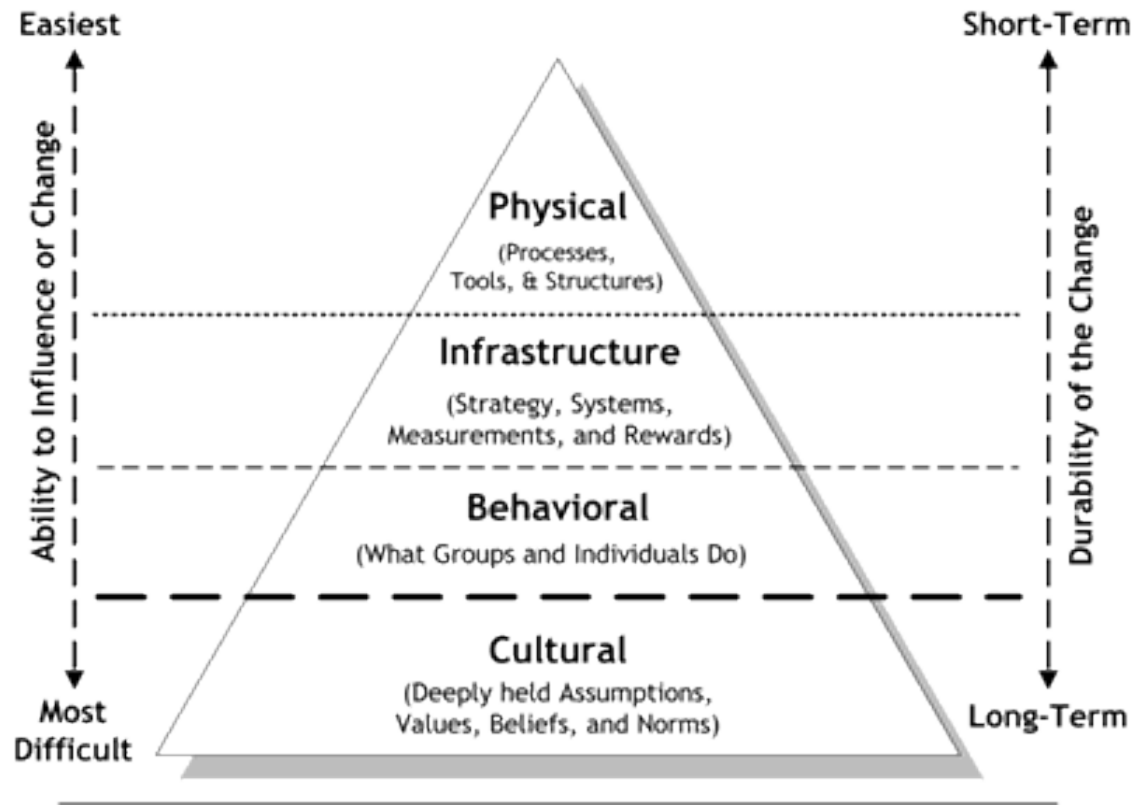 Easiest
Short-Term
Ability to Influence or Change
Durability of the Change
Physical
(Processes,
Tools, & Structures)
Infrastructure
(Strategy, Systems,
Measurements, and Rewards)
Behavioral
(What Groups and Individuals Do)
Cultural
(Deeply held Assumptions,
Values, Beliefs, and Norms)
Most
Difficult
Long-Term